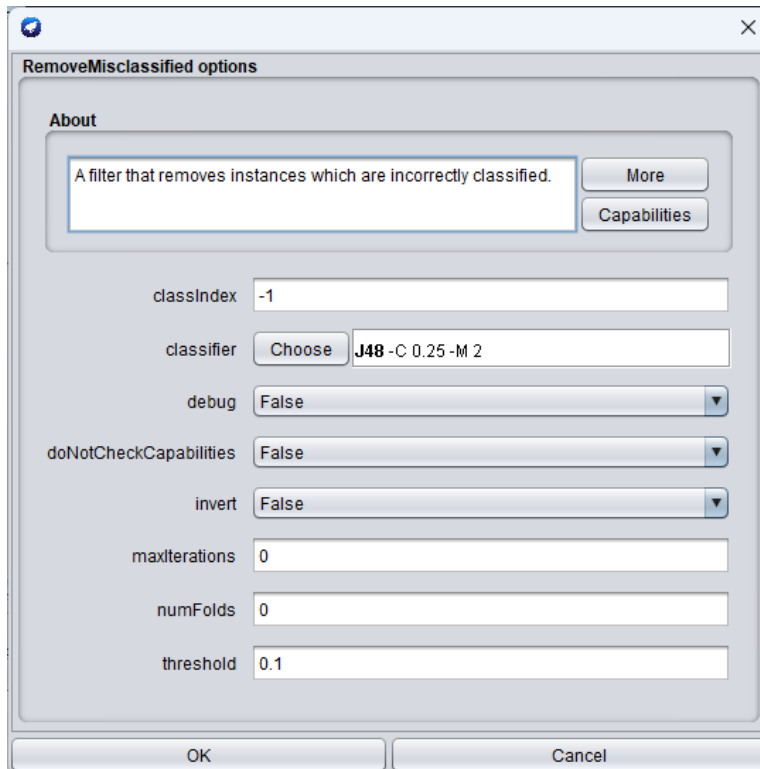 RemoveMisclassified options
About
A filter that removes instances which are incorrectly classified.
More
Capabilities
classIndex -1
classifier Choose J48 -C 0.25 -M 2
debug False
doNotCheckCapabilities False
invert False
maxIterations 0
numFolds 0
threshold 0.1
OK Cancel